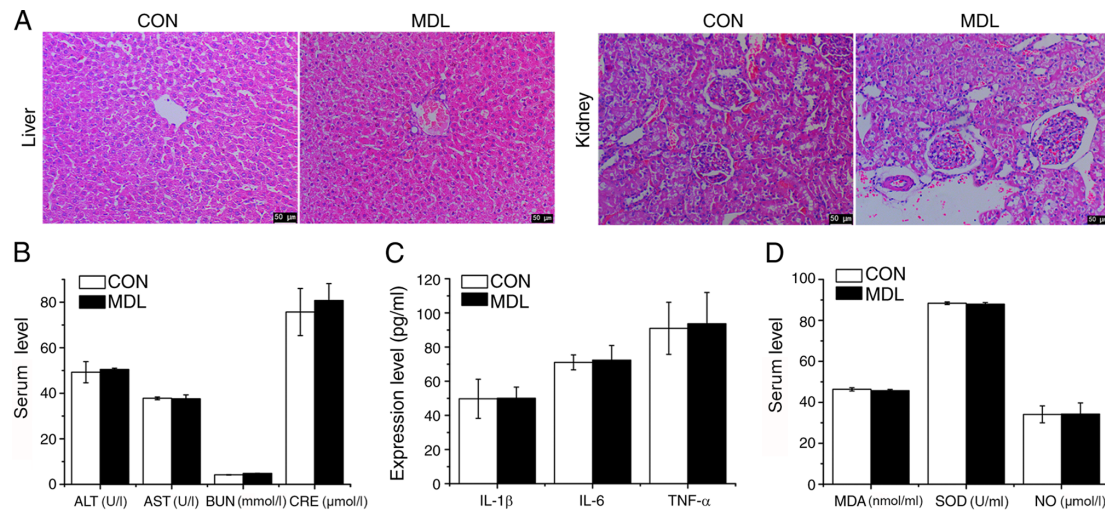 A
CON
MDL
CON
MDL
Liver
50 µm
50 µm
Kidney
50 µm
50 µm
B
CON
MDL
Serum level
80
60
40
20
0
ALT (U/l)
AST (U/l)
BUN (mmol/l)
CRE (µmol/l)
C
CON
MDL
Expression level (pg/ml)
120
100
80
60
40
20
0
IL-1β
IL-6
TNF-α
D
CON
MDL
Serum level
100
80
60
40
20
0
MDA (nmol/ml)
SOD (U/ml)
NO (µmol/l)